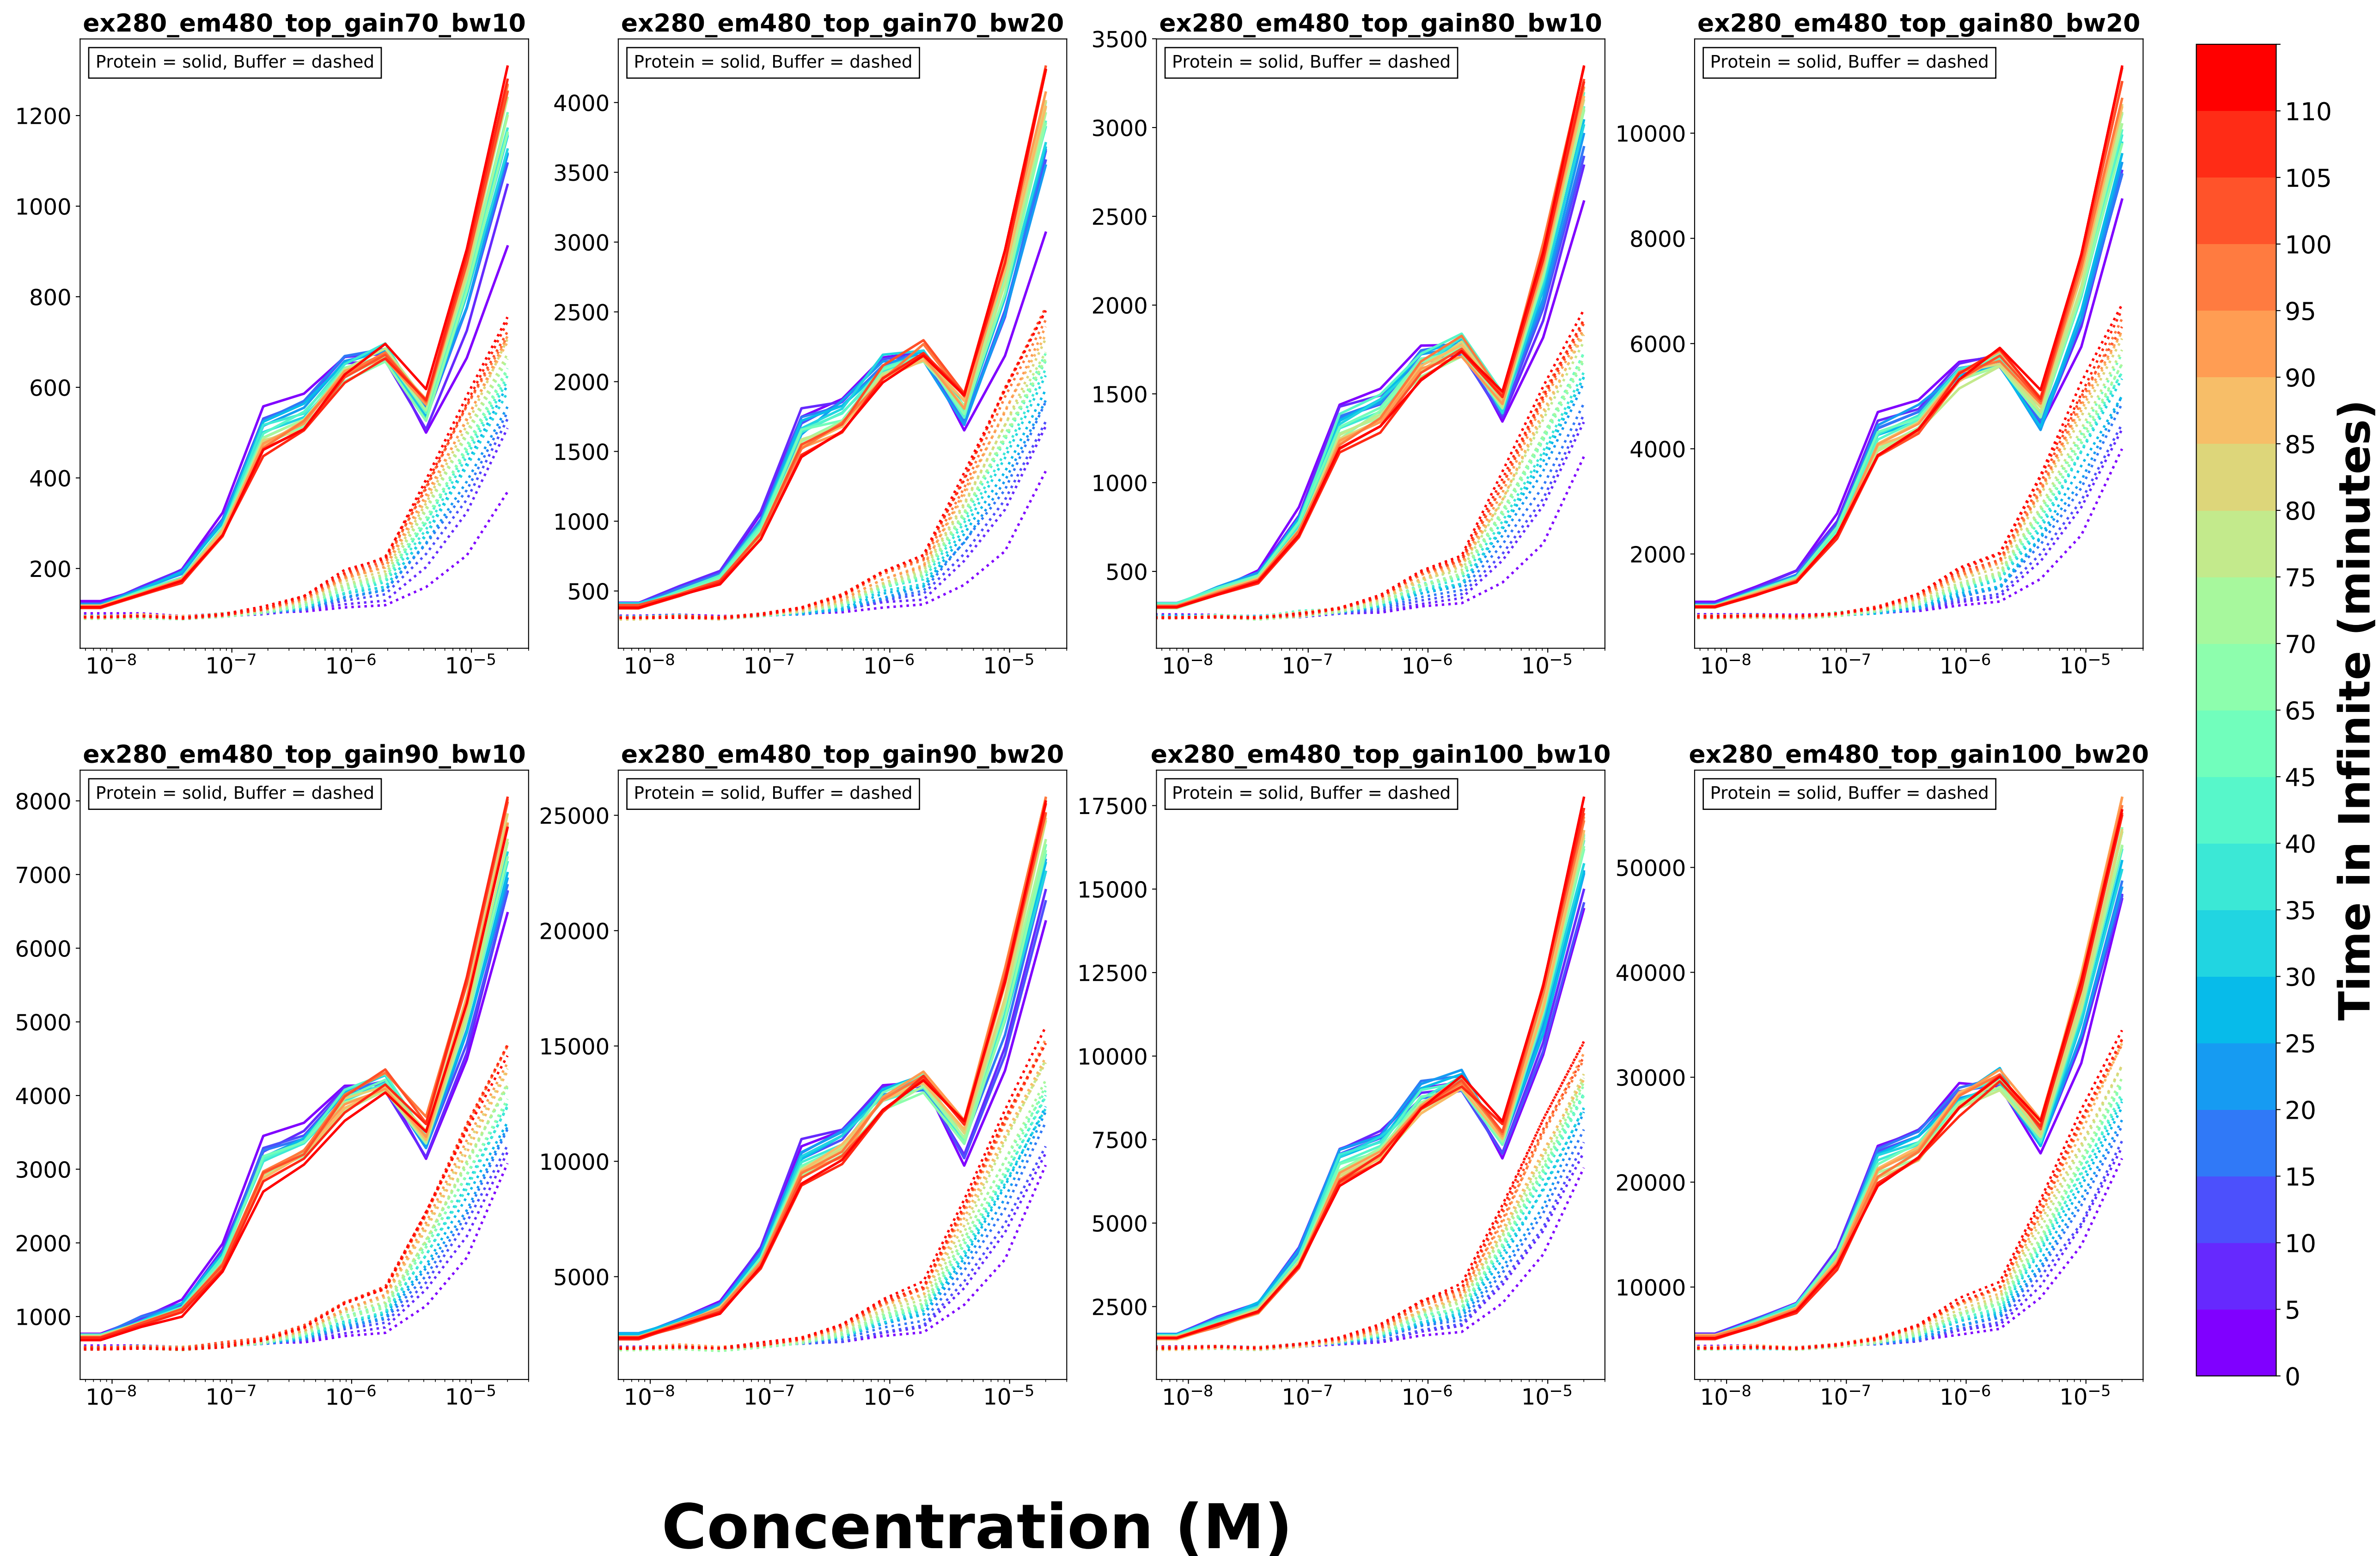 ex280_em480_top_gain70_bw10
Protein = solid, Buffer = dashed
1200
1000
800
600
400
200
10⁻⁸ 10⁻⁷ 10⁻⁶ 10⁻⁵
ex280_em480_top_gain70_bw20
Protein = solid, Buffer = dashed
4000
3500
3000
2500
2000
1500
1000
500
10⁻⁸ 10⁻⁷ 10⁻⁶ 10⁻⁵
ex280_em480_top_gain80_bw10
Protein = solid, Buffer = dashed
3500
3000
2500
2000
1500
1000
500
10⁻⁸ 10⁻⁷ 10⁻⁶ 10⁻⁵
ex280_em480_top_gain80_bw20
Protein = solid, Buffer = dashed
10000
8000
6000
4000
2000
10⁻⁸ 10⁻⁷ 10⁻⁶ 10⁻⁵
ex280_em480_top_gain90_bw10
Protein = solid, Buffer = dashed
8000
7000
6000
5000
4000
3000
2000
1000
10⁻⁸ 10⁻⁷ 10⁻⁶ 10⁻⁵
ex280_em480_top_gain90_bw20
Protein = solid, Buffer = dashed
25000
20000
15000
10000
5000
10⁻⁸ 10⁻⁷ 10⁻⁶ 10⁻⁵
ex280_em480_top_gain100_bw10
Protein = solid, Buffer = dashed
17500
15000
12500
10000
7500
5000
2500
10⁻⁸ 10⁻⁷ 10⁻⁶ 10⁻⁵
ex280_em480_top_gain100_bw20
Protein = solid, Buffer = dashed
50000
40000
30000
20000
10000
10⁻⁸ 10⁻⁷ 10⁻⁶ 10⁻⁵
110
105
100
95
90
85
80
75
70
65
45
40
35
30
25
20
15
10
5
0
Time in Infinite (minutes)
Concentration (M)